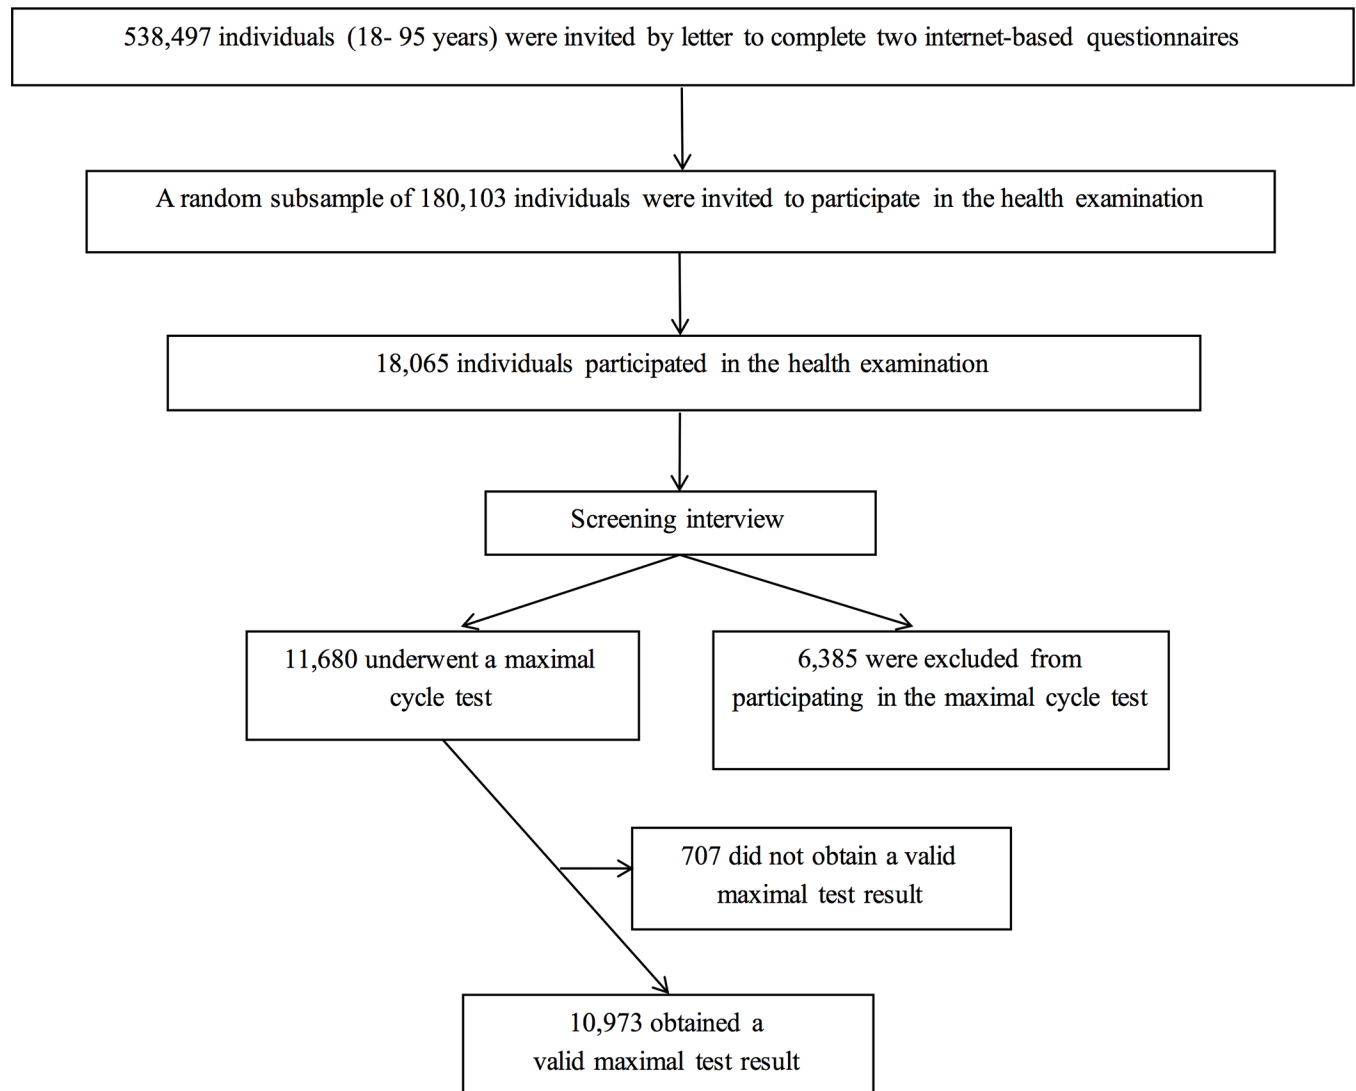 538,497 individuals (18- 95 years) were invited by letter to complete two internet-based questionnaires
A random subsample of 180,103 individuals were invited to participate in the health examination
18,065 individuals participated in the health examination
Screening interview
11,680 underwent a maximal
cycle test
6,385 were excluded from
participating in the maximal cycle test
707 did not obtain a valid
maximal test result
10,973 obtained a
valid maximal test result